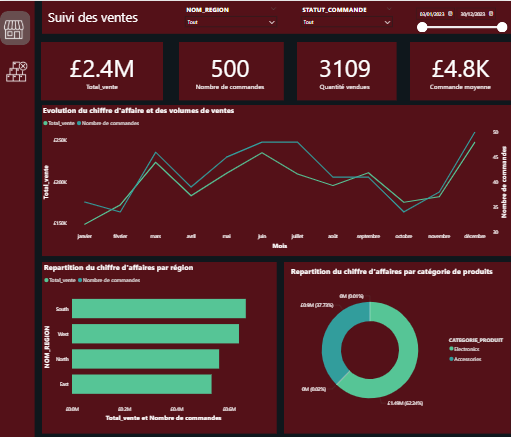 Suivi des ventes
NOM_REGION
Tout
STATUT_COMMANDE
Tout
03/01/2023
30/12/2023
£2.4M
Total_vente
500
Nombre de commandes
3109
Quantité vendues
£4.8K
Commande moyenne
Evolution du chiffre d'affaire et des volumes de ventes
Total_vente Nombre de commandes
Total_vente
£250K
£200K
£150K
50
45
40
35
30
Nombre de commandes
janvier février mars avril mai juin juillet août septembre octobre novembre décembre
Mois
Repartition du chiffre d'affaires par région
Total_vente Nombre de commandes
NOM_REGION
South
West
North
East
£0.0M £0.2M £0.4M £0.6M
Total_vente et Nombre de commandes
Repartition du chiffre d'affaires par catégorie de produits
0M (0.01%)
£0.9M (37.73%)
0M (0.02%)
£1.49M (62.24%)
CATEGORIE_PRODUIT
Electronics
Accessories